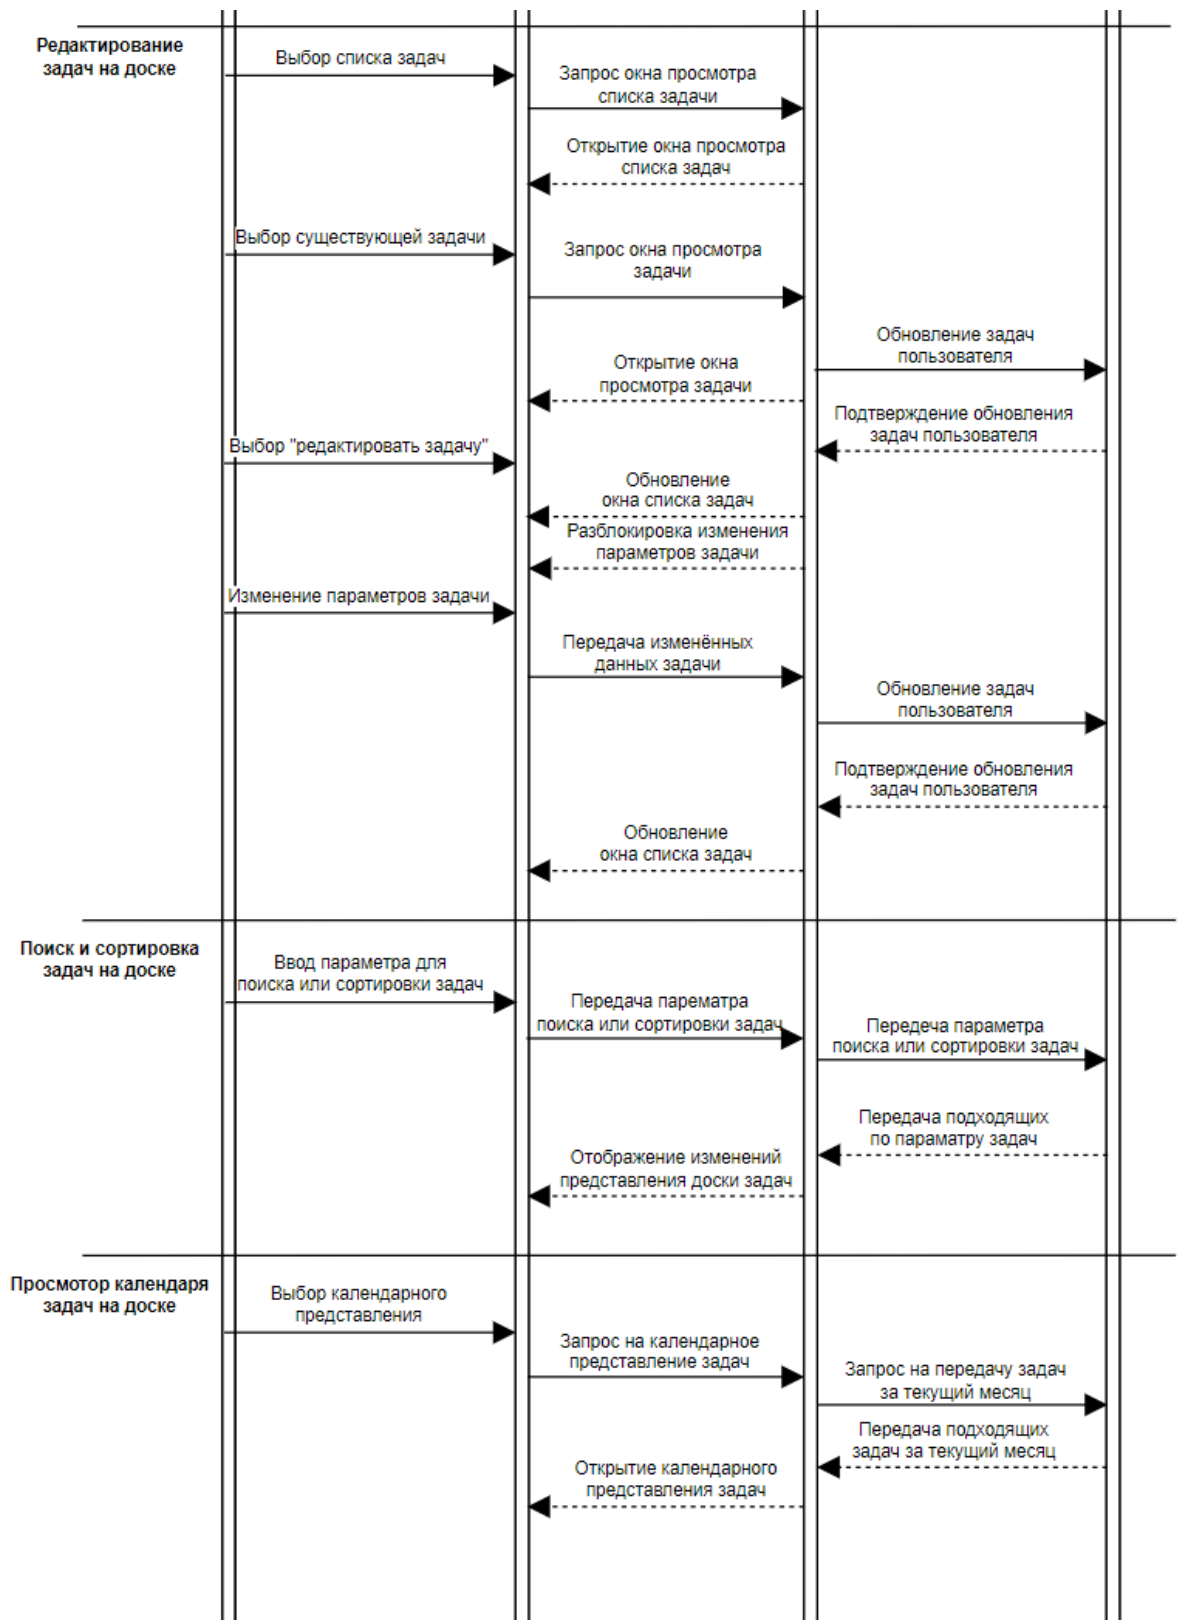 Редактирование
задач на доске
Выбор списка задач
Запрос окна просмотра
списка задачи
Открытие окна просмотра
списка задач
Выбор существующей задачи
Запрос окна просмотра
задачи
Обновление задач
пользователя
Открытие окна
просмотра задачи
Подтверждение обновления
задач пользователя
Выбор "редактировать задачу"
Обновление
окна списка задач
Разблокировка изменения
параметров задачи
Изменение параметров задачи
Передача изменённых
данных задачи
Обновление задач
пользователя
Подтверждение обновления
задач пользователя
Обновление
окна списка задач
Поиск и сортировка
задач на доске
Ввод параметра для
поиска или сортировки задач
Передача парематра
поиска или сортировки задач
Передеча параметра
поиска или сортировки задач
Передача подходящих
по параматру задач
Отображение изменений
представления доски задач
Просмотор календаря
задач на доске
Выбор календарного
представления
Запрос на календарное
представление задач
Запрос на передачу задач
за текущий месяц
Передача подходящих
задач за текущий месяц
Открытие календарного
представления задач